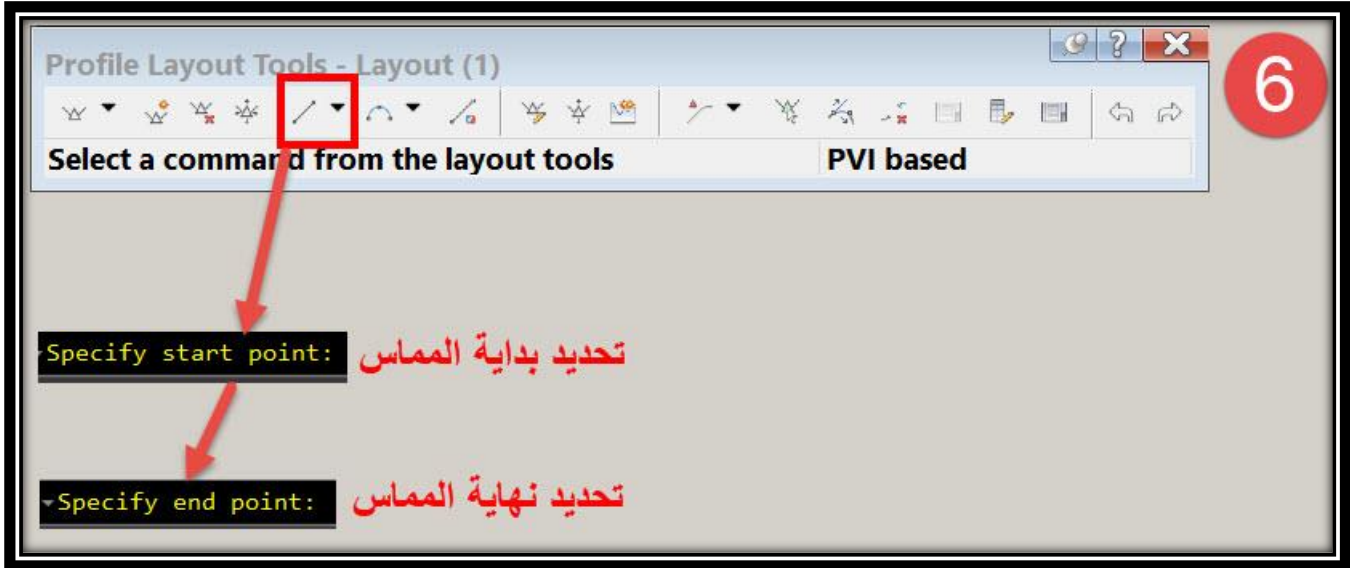 Profile Layout Tools - Layout (1)
?
6
Select a command from the layout tools PVI based
Specify start point: تحديد بداية المماس
Specify end point: تحديد نهاية المماس